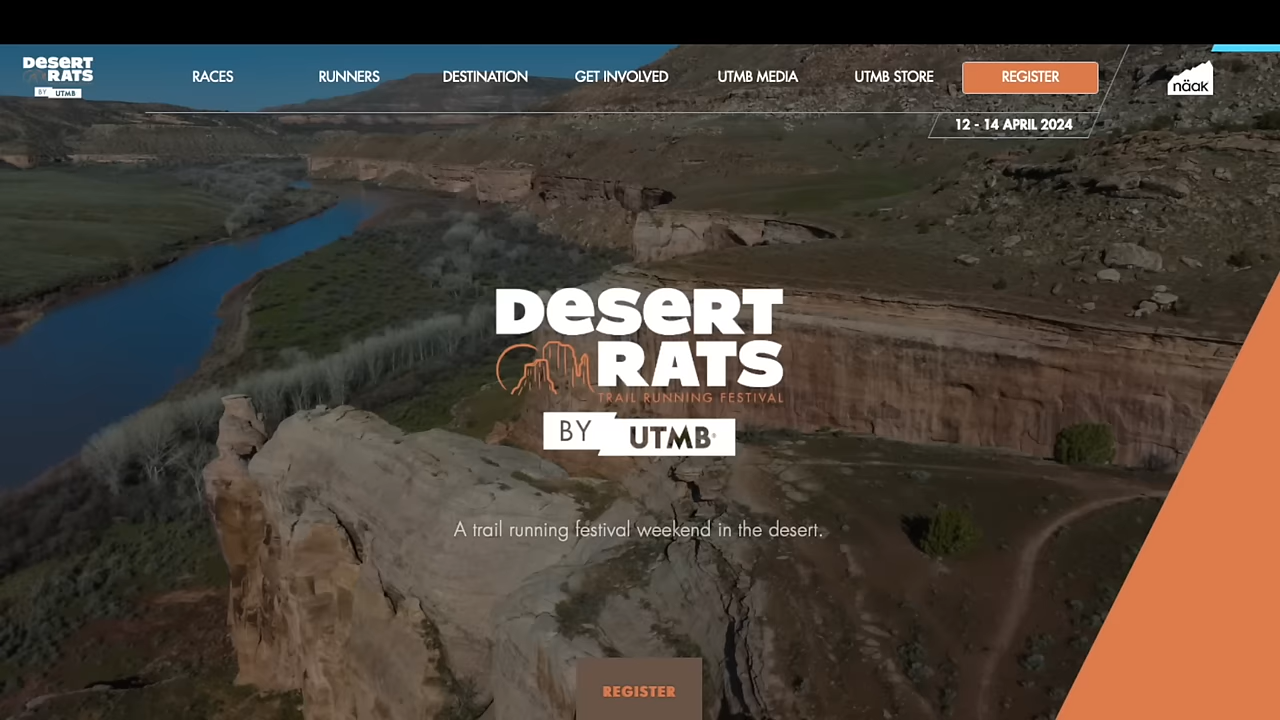 DESERT
RATS
BY UTMB
RACES
RUNNERS
DESTINATION
GET INVOLVED
UTMB MEDIA
UTMB STORE
REGISTER
näak
12 - 14 APRIL 2024
DESERT
RATS
TRAIL RUNNING FESTIVAL
BY UTMB
A trail running festival weekend in the desert.
REGISTER